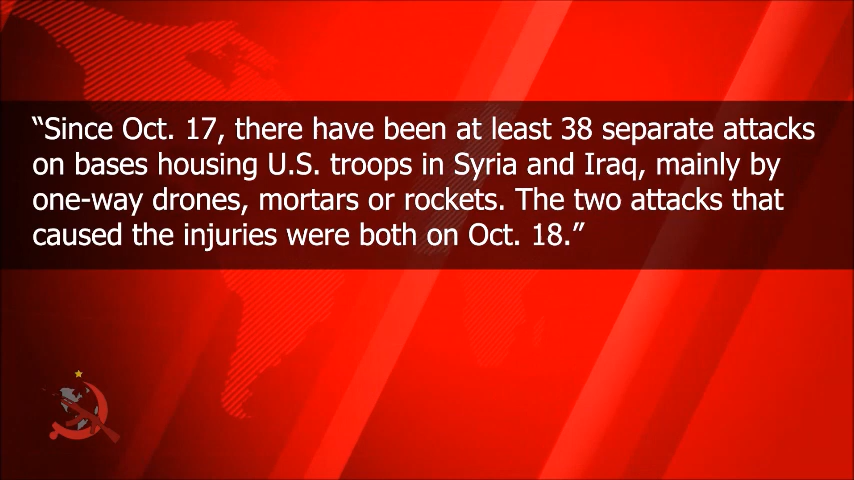 “Since Oct. 17, there have been at least 38 separate attacks
on bases housing U.S. troops in Syria and Iraq, mainly by
one-way drones, mortars or rockets. The two attacks that
caused the injuries were both on Oct. 18.”